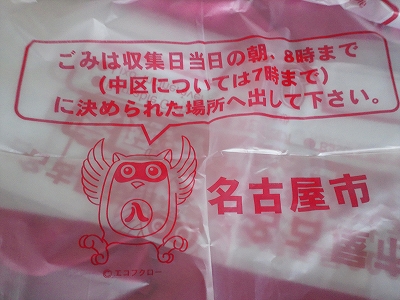 ごみは収集日当日の朝、8時まで
(中区については7時まで)
に決められた場所へ出して下さい。
八
名古屋市
©エコフクロー